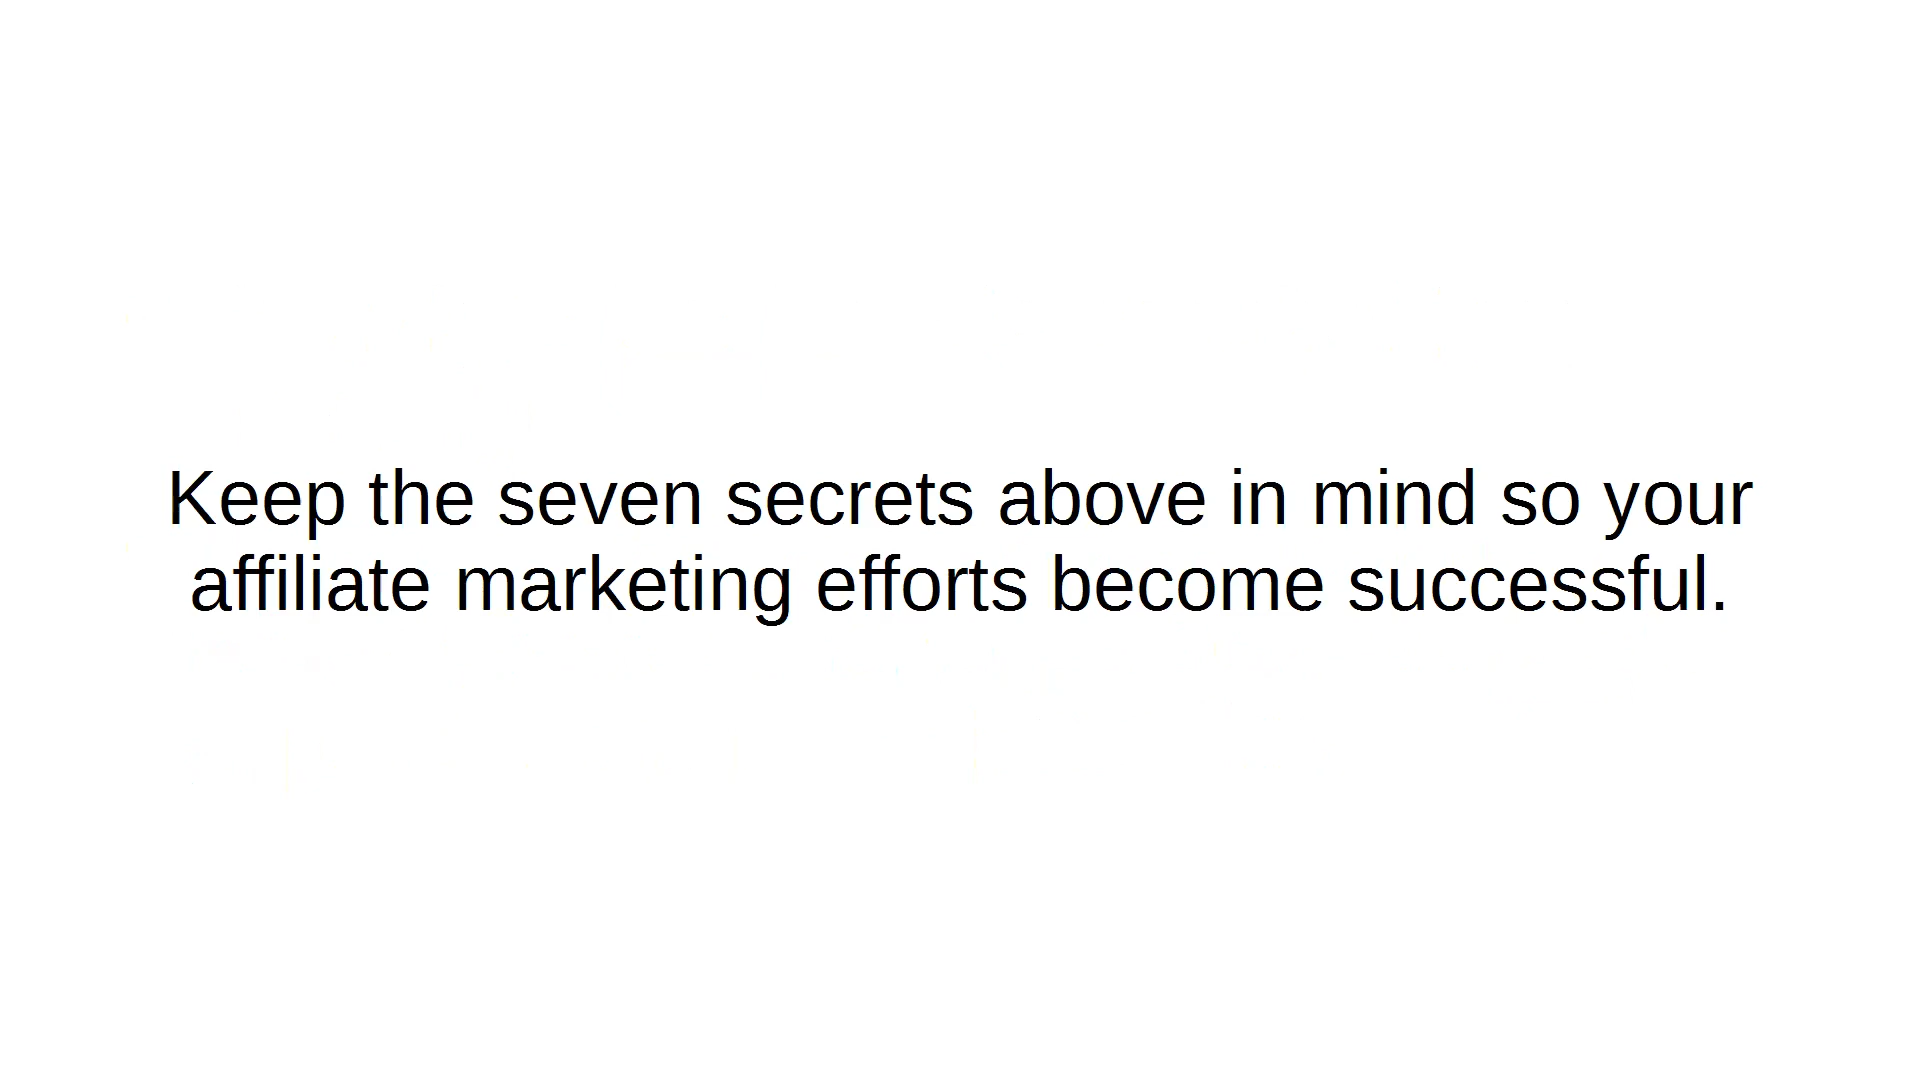 Keep the seven secrets above in mind so your
affiliate marketing efforts become successful.